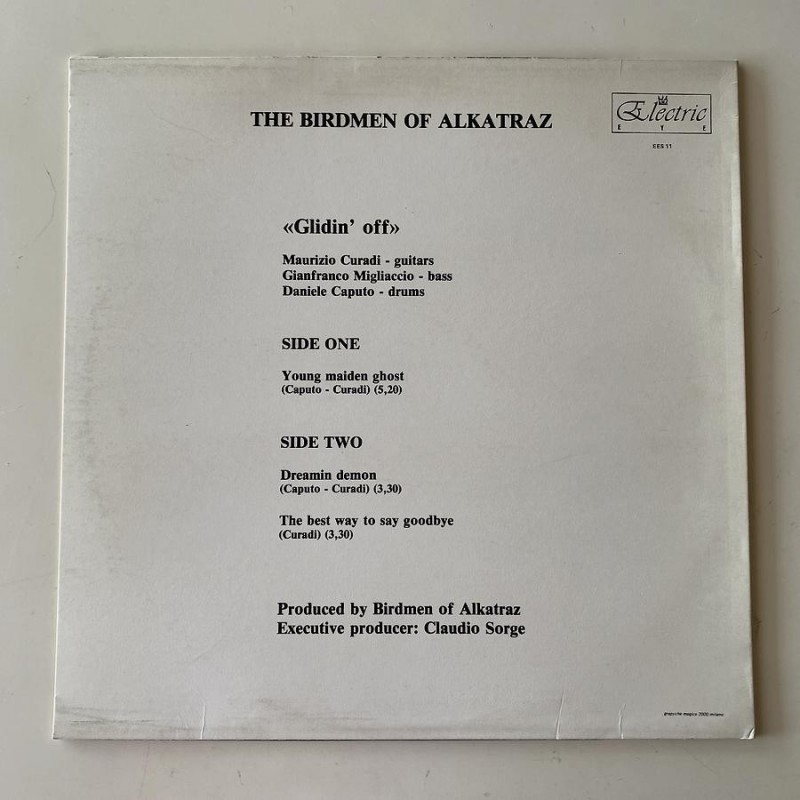 THE BIRDMEN OF ALKATRAZ
Electric
EYE
EES 11
«Glidin' off»
Maurizio Curadi - guitars
Gianfranco Migliaccio - bass
Daniele Caputo - drums
SIDE ONE
Young maiden ghost
(Caputo - Curadi) (5,20)
SIDE TWO
Dreamin demon
(Caputo - Curadi) (3,30)
The best way to say goodbye
(Curadi) (3,30)
Produced by Birdmen of Alkatraz
Executive producer: Claudio Sorge